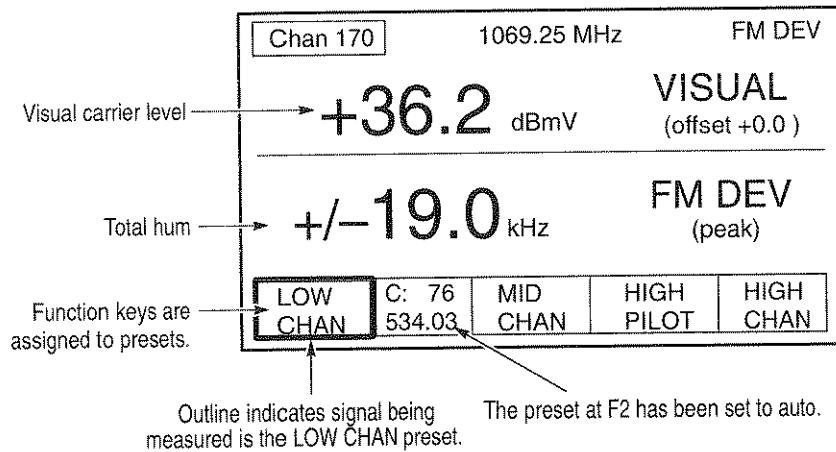 Chan 170 1069.25 MHz FM DEV
Visual carrier level +36.2 dBmV VISUAL
(offset +0.0 )
Total hum +/–19.0 kHz FM DEV
(peak)
Function keys are
assigned to presets.
LOW C: 76 MID HIGH HIGH
CHAN 534.03 CHAN PILOT CHAN
Outline indicates signal being
measured is the LOW CHAN preset.
The preset at F2 has been set to auto.